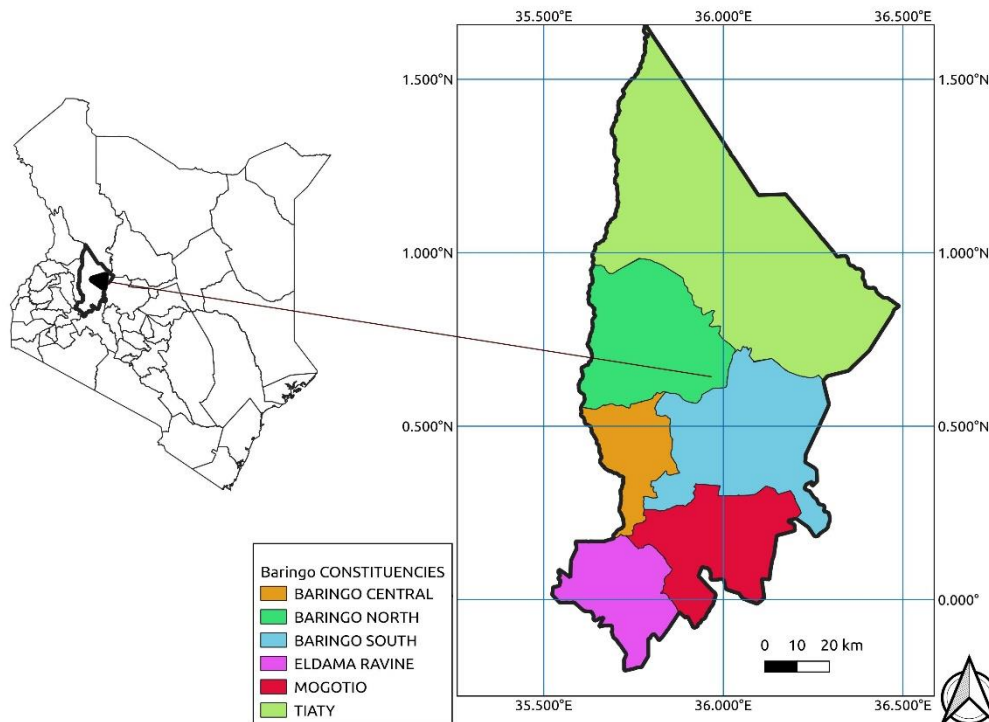 35.500°E 36.000°E 36.500°E
1.500°N 1.500°N
1.000°N 1.000°N
0.500°N 0.500°N
0.000° 0.000°
Baringo CONSTITUENCIES
BARINGO CENTRAL
BARINGO NORTH
BARINGO SOUTH
ELDAMA RAVINE
MOGOTIO
TIATY
0 10 20 km
35.500°E 36.000°E 36.500°E